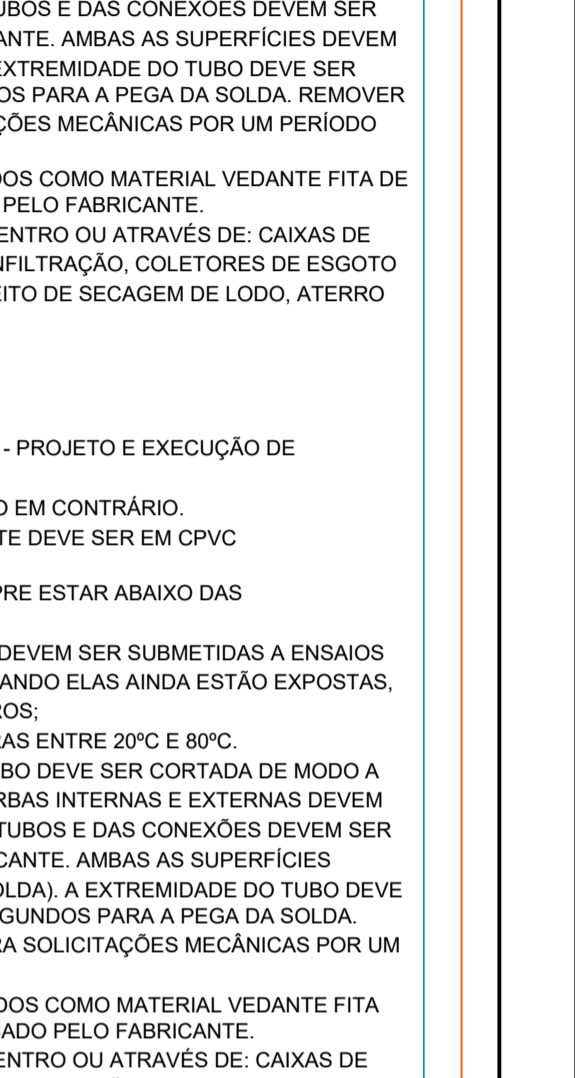 UBOS E DAS CONEXÕES DEVEM SER
ANTE. AMBAS AS SUPERFÍCIES DEVEM
EXTREMIDADE DO TUBO DEVE SER
OS PARA A PEGA DA SOLDA. REMOVER
ÇÕES MECÂNICAS POR UM PERÍODO
DOS COMO MATERIAL VEDANTE FITA DE
PELO FABRICANTE.
ENTRO OU ATRAVÉS DE: CAIXAS DE
NFILTRAÇÃO, COLETORES DE ESGOTO
EITO DE SECAGEM DE LODO, ATERRO
- PROJETO E EXECUÇÃO DE
O EM CONTRÁRIO.
TE DEVE SER EM CPVC
PRE ESTAR ABAIXO DAS
DEVEM SER SUBMETIDAS A ENSAIOS
ANDO ELAS AINDA ESTÃO EXPOSTAS,
ROS;
RAS ENTRE 20ºC E 80ºC.
BO DEVE SER CORTADA DE MODO A
RBAS INTERNAS E EXTERNAS DEVEM
TUBOS E DAS CONEXÕES DEVEM SER
CANTE. AMBAS AS SUPERFÍCIES
OLDA). A EXTREMIDADE DO TUBO DEVE
GUNDOS PARA A PEGA DA SOLDA.
RA SOLICITAÇÕES MECÂNICAS POR UM
DOS COMO MATERIAL VEDANTE FITA
ADO PELO FABRICANTE.
ENTRO OU ATRAVÉS DE: CAIXAS DE